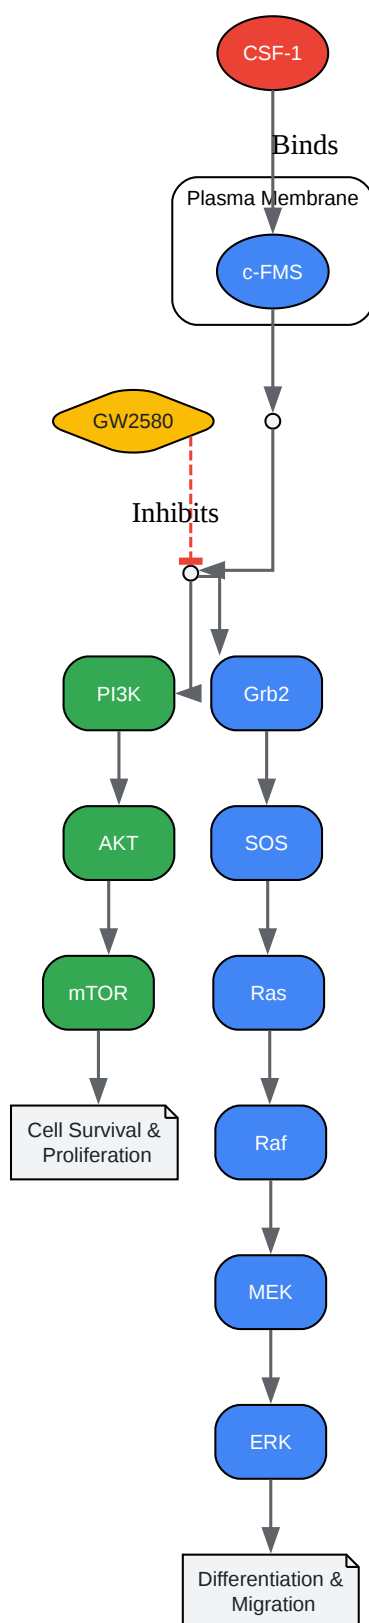 CSF-1
Binds
Plasma Membrane
c-FMS
GW2580
Inhibits
PI3K
Grb2
AKT
SOS
mTOR
Ras
Cell Survival &
Proliferation
Raf
MEK
ERK
Differentiation &
Migration